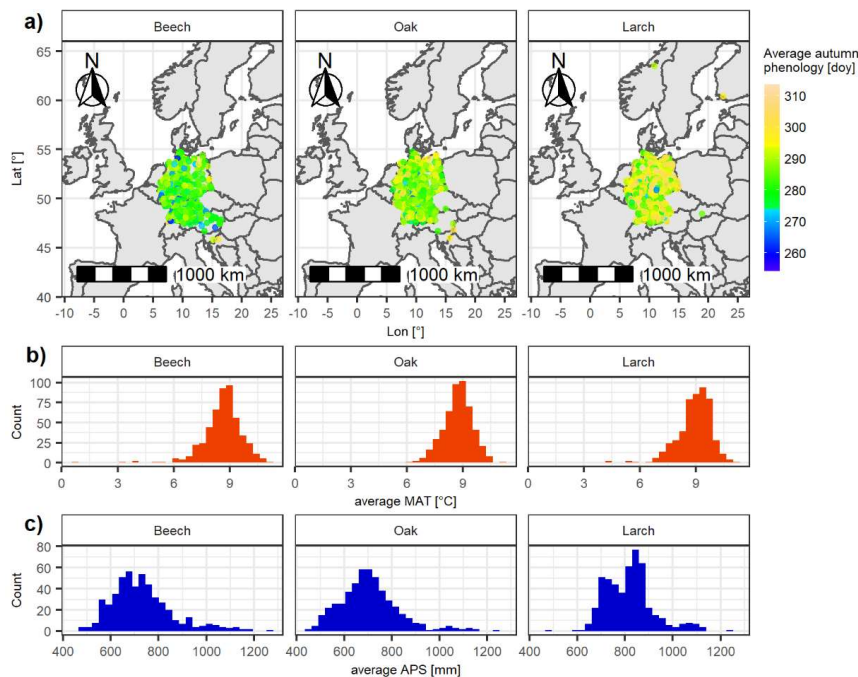 a)
Beech Oak Larch
N N N
1000 km 1000 km 1000 km
65
60
55
50
45
40
Lat [°]
-10 -5 0 5 10 15 20 25 -10 -5 0 5 10 15 20 25 -10 -5 0 5 10 15 20 25
Lon [°]
Average autumn
phenology [doy]
310
300
290
280
270
260
b)
Beech Oak Larch
100
75
50
25
0
Count
0 3 6 9 0 3 6 9 0 3 6 9
average MAT [°C]
c)
Beech Oak Larch
80
60
40
20
0
Count
400 600 800 1000 1200 400 600 800 1000 1200 400 600 800 1000 1200
average APS [mm]